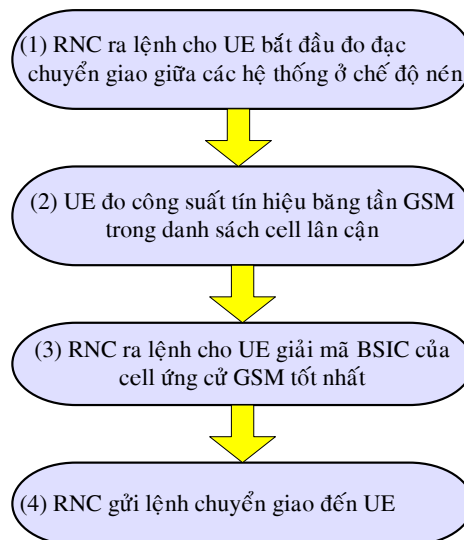 (1) RNC ra lệnh cho UE bắt đầu đo đạc
chuyển giao giữa các hệ thống ở chế độ nén
(2) UE đo công suất tín hiệu băng tần GSM
trong danh sách cell lân cận
(3) RNC ra lệnh cho UE giải mã BSIC của
cell ứng cử GSM tốt nhất
(4) RNC gửi lệnh chuyển giao đến UE